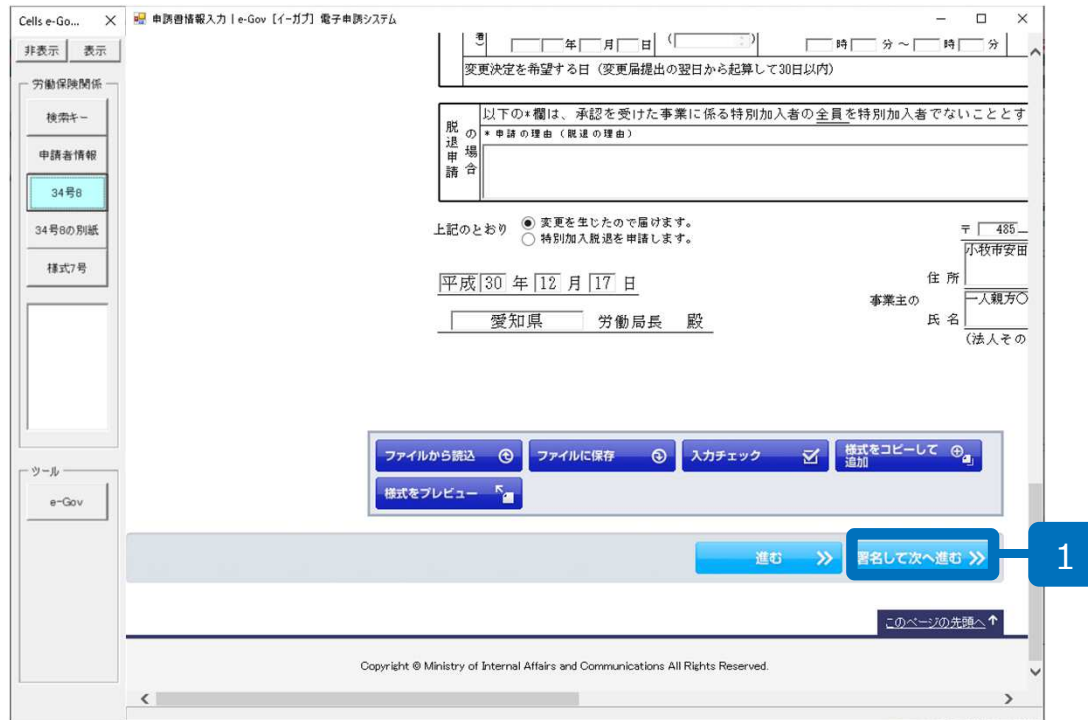 Cells e-Go...
申請書情報入力 | e-Gov [イーガブ] 電子申請システム
非表示 表示
労働保険関係
検索キー
申請者情報
34号8
34号8の別紙
様式7号
ツール
e-Gov
者)
年 月 日 ( ) 時 分 ~ 時 分
変更決定を希望する日(変更届提出の翌日から起算して30日以内)
脱退申請の場合
以下の*欄は、承認を受けた事業に係る特別加入者の全員を特別加入者でないこととす
*申請の理由(脱退の理由)
上記のとおり
変更を生じたので届けます。
特別加入脱退を申請します。
〒 485
小牧市安田
平成 30 年 12 月 17 日
住所
事業主の
一人親方〇
愛知県 労働局長 殿
氏名
(法人その
ファイルから読込 ファイルに保存 入力チェック 様式をコピーして追加
様式をプレビュー
進む 署名して次へ進む
1
このページの先頭へ↑
Copyright © Ministry of Internal Affairs and Communications All Rights Reserved.